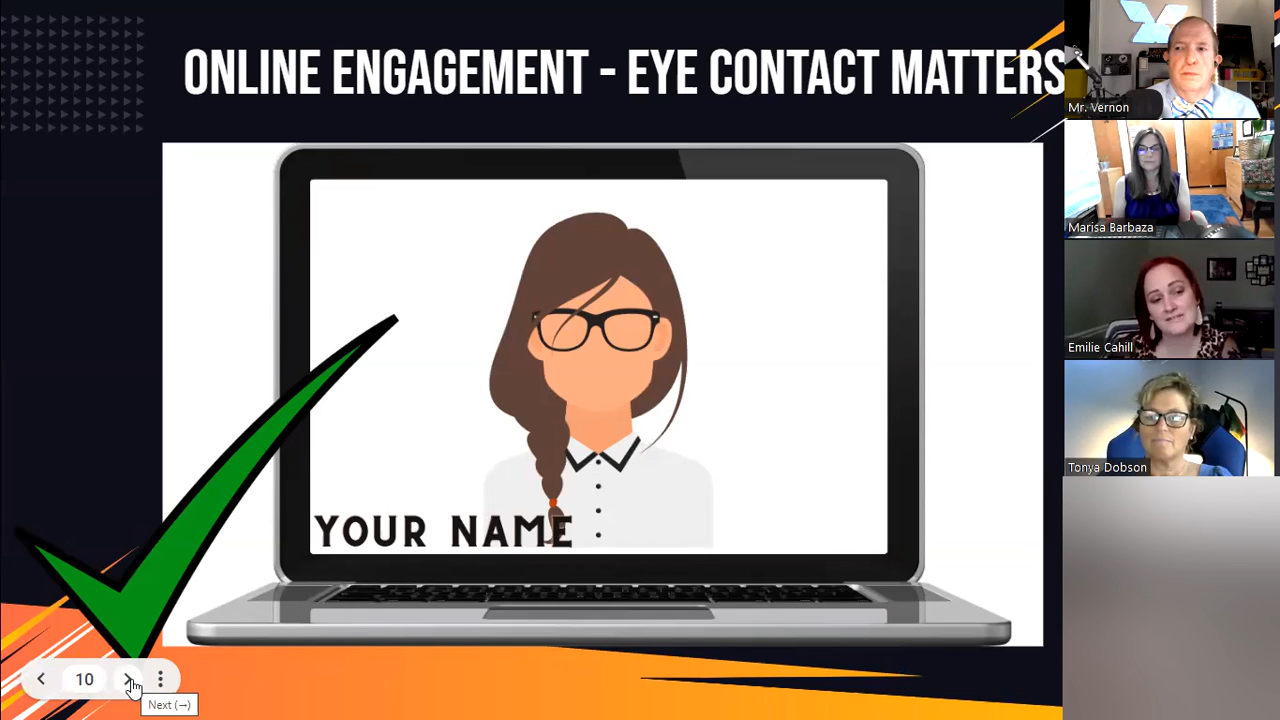 ONLINE ENGAGEMENT - EYE CONTACT MATTERS
YOUR NAME
10
Next (→)
Mr. Vernon
Marisa Barbaza
Emilie Cahill
Tonya Dobson